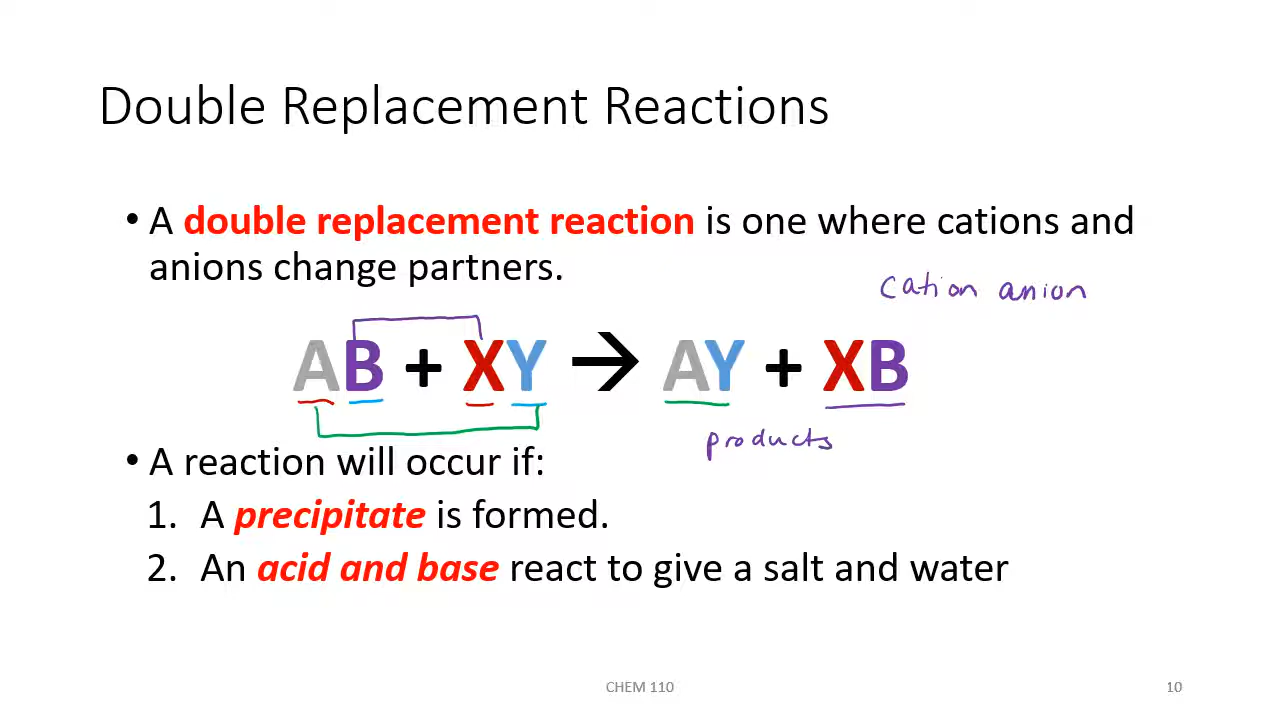 Double Replacement Reactions
• A double replacement reaction is one where cations and
anions change partners.
cation anion
AB + XY → AY + XB
products
• A reaction will occur if:
1. A precipitate is formed.
2. An acid and base react to give a salt and water
CHEM 110
10